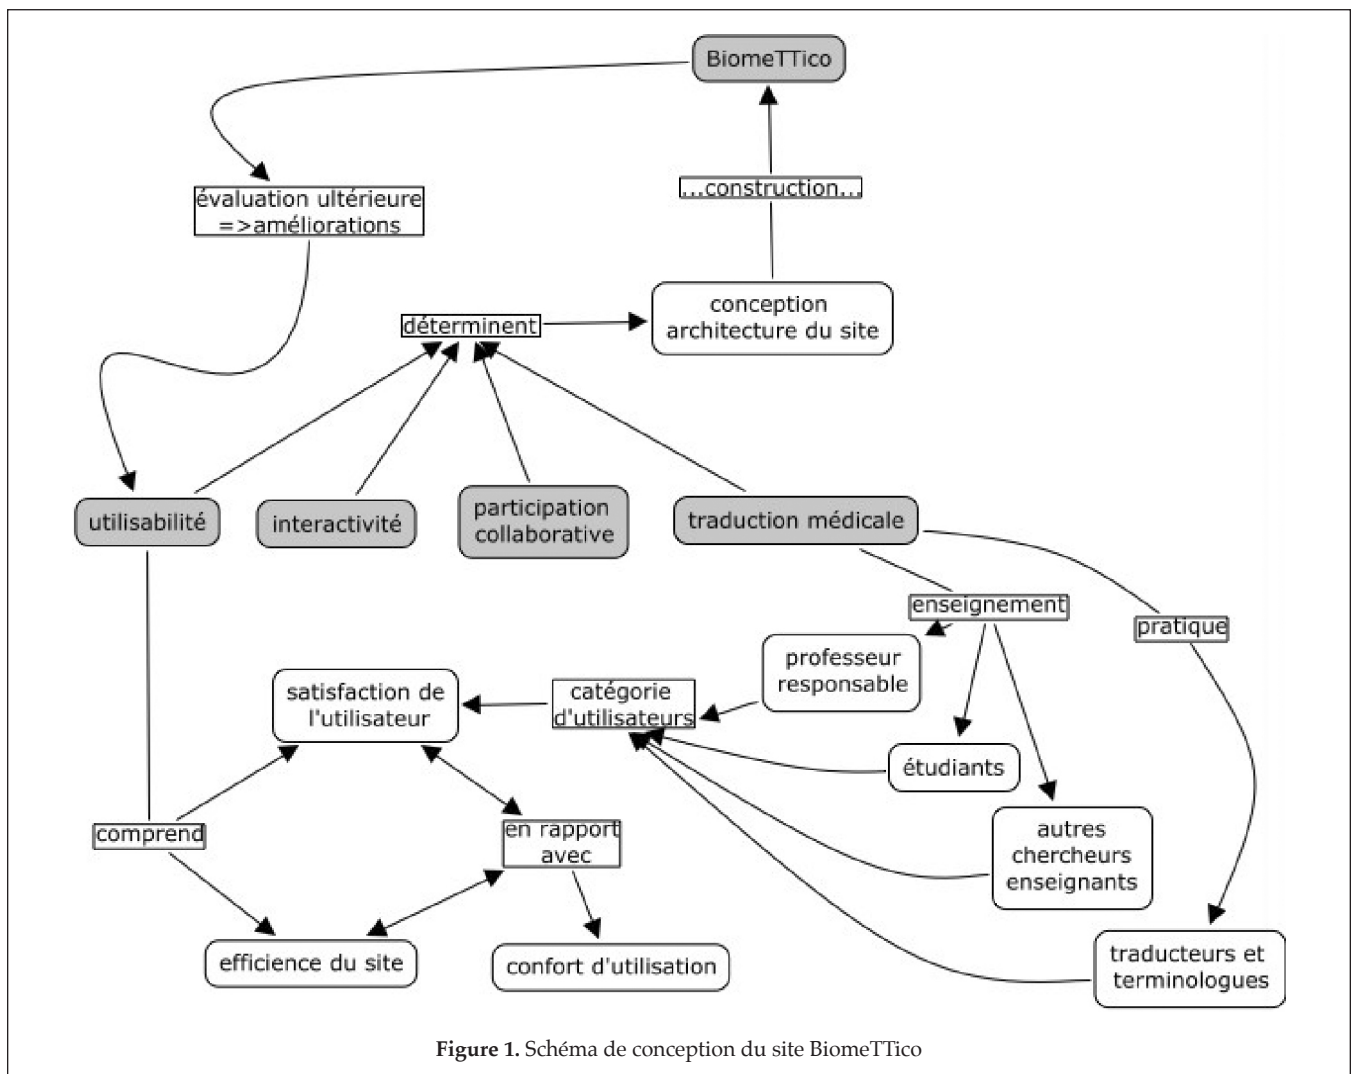 BiomeTTico
évaluation ultérieure
=>améliorations
...construction...
conception
architecture du site
déterminent
utilisabilité
interactivité
participation
collaborative
traduction médicale
enseignement
pratique
professeur
responsable
satisfaction de
l'utilisateur
catégorie
d'utilisateurs
étudiants
comprend
en rapport
avec
autres
chercheurs
enseignants
efficience du site
confort d'utilisation
traducteurs et
terminologues
Figure 1. Schéma de conception du site BiomeTTico